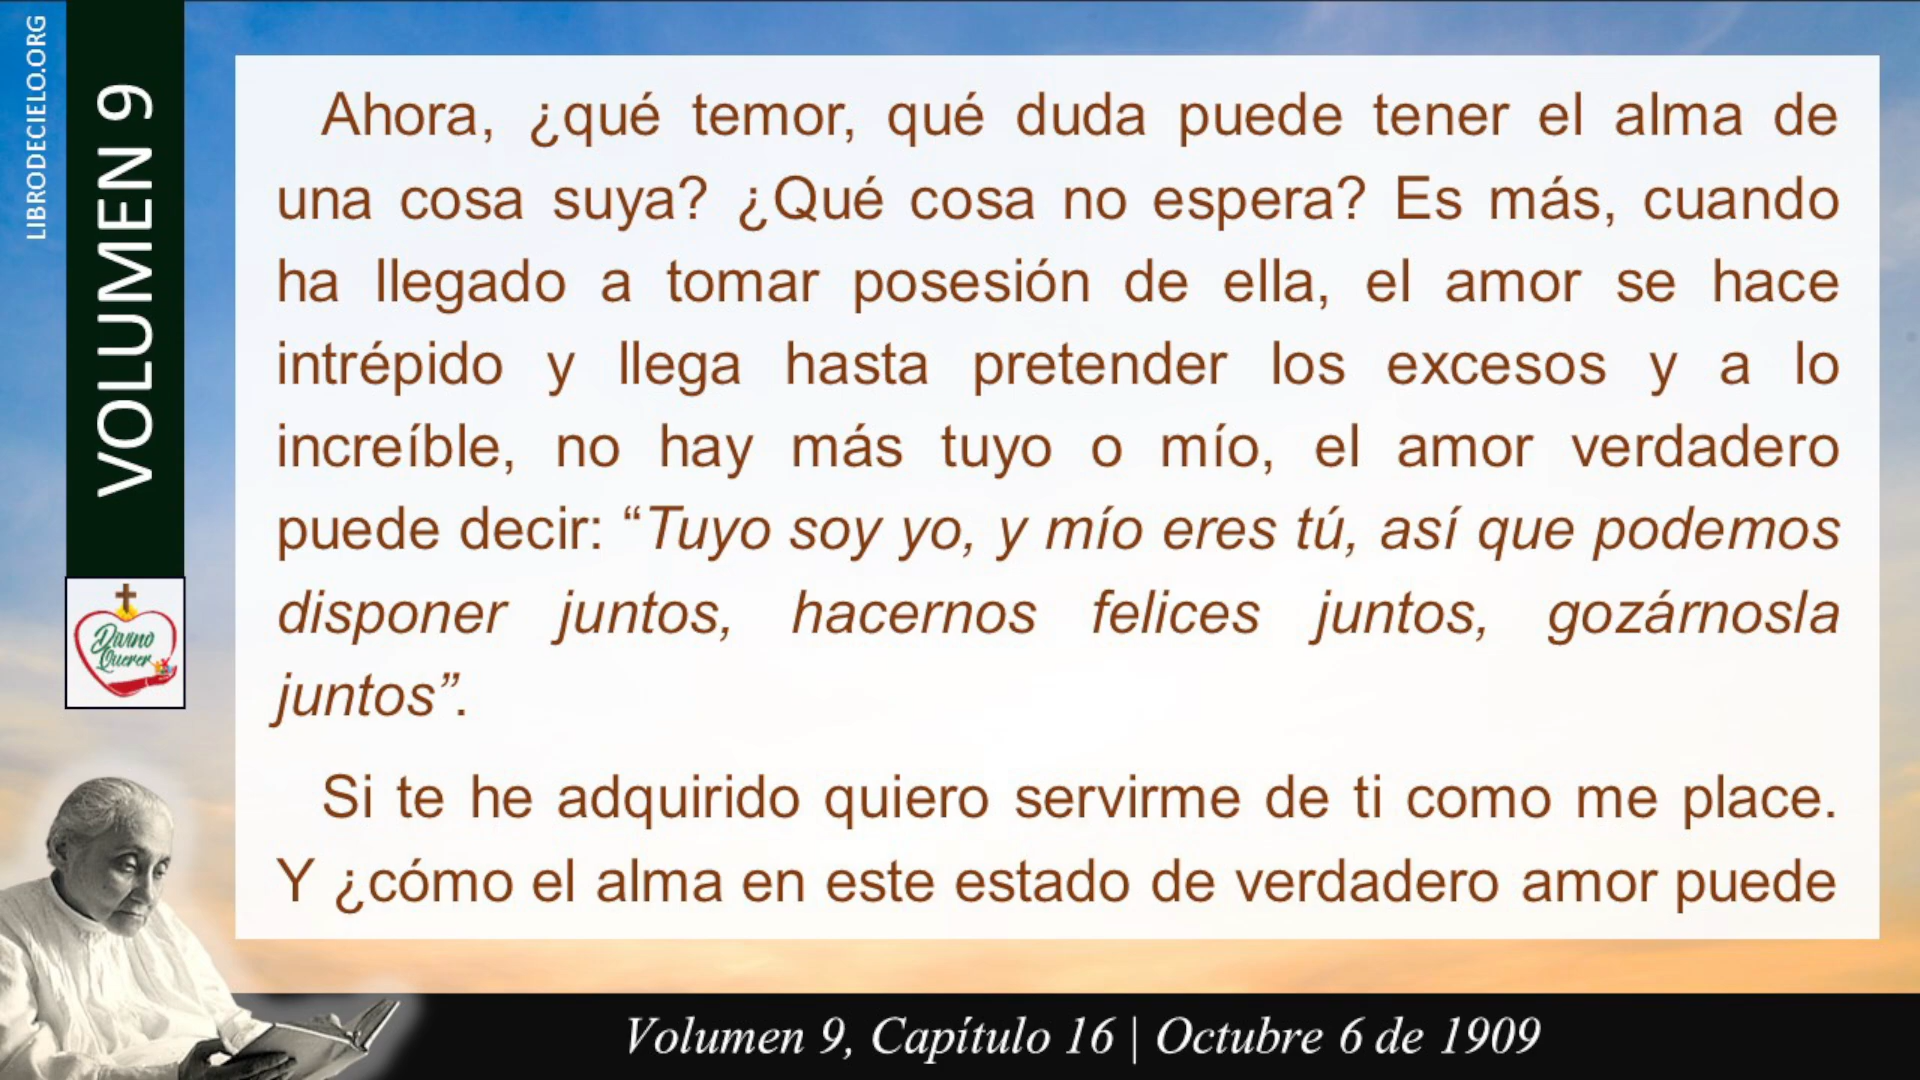 LIBRODECIELO.ORG
VOLUMEN 9
Ahora, ¿qué temor, qué duda puede tener el alma de
una cosa suya? ¿Qué cosa no espera? Es más, cuando
ha llegado a tomar posesión de ella, el amor se hace
intrépido y llega hasta pretender los excesos y a lo
increíble, no hay más tuyo o mío, el amor verdadero
puede decir: “Tuyo soy yo, y mío eres tú, así que podemos
disponer juntos, hacernos felices juntos, gozárnosla
juntos”.
Si te he adquirido quiero servirme de ti como me place.
Y ¿cómo el alma en este estado de verdadero amor puede
Divino
Querer
Volumen 9, Capítulo 16 | Octubre 6 de 1909